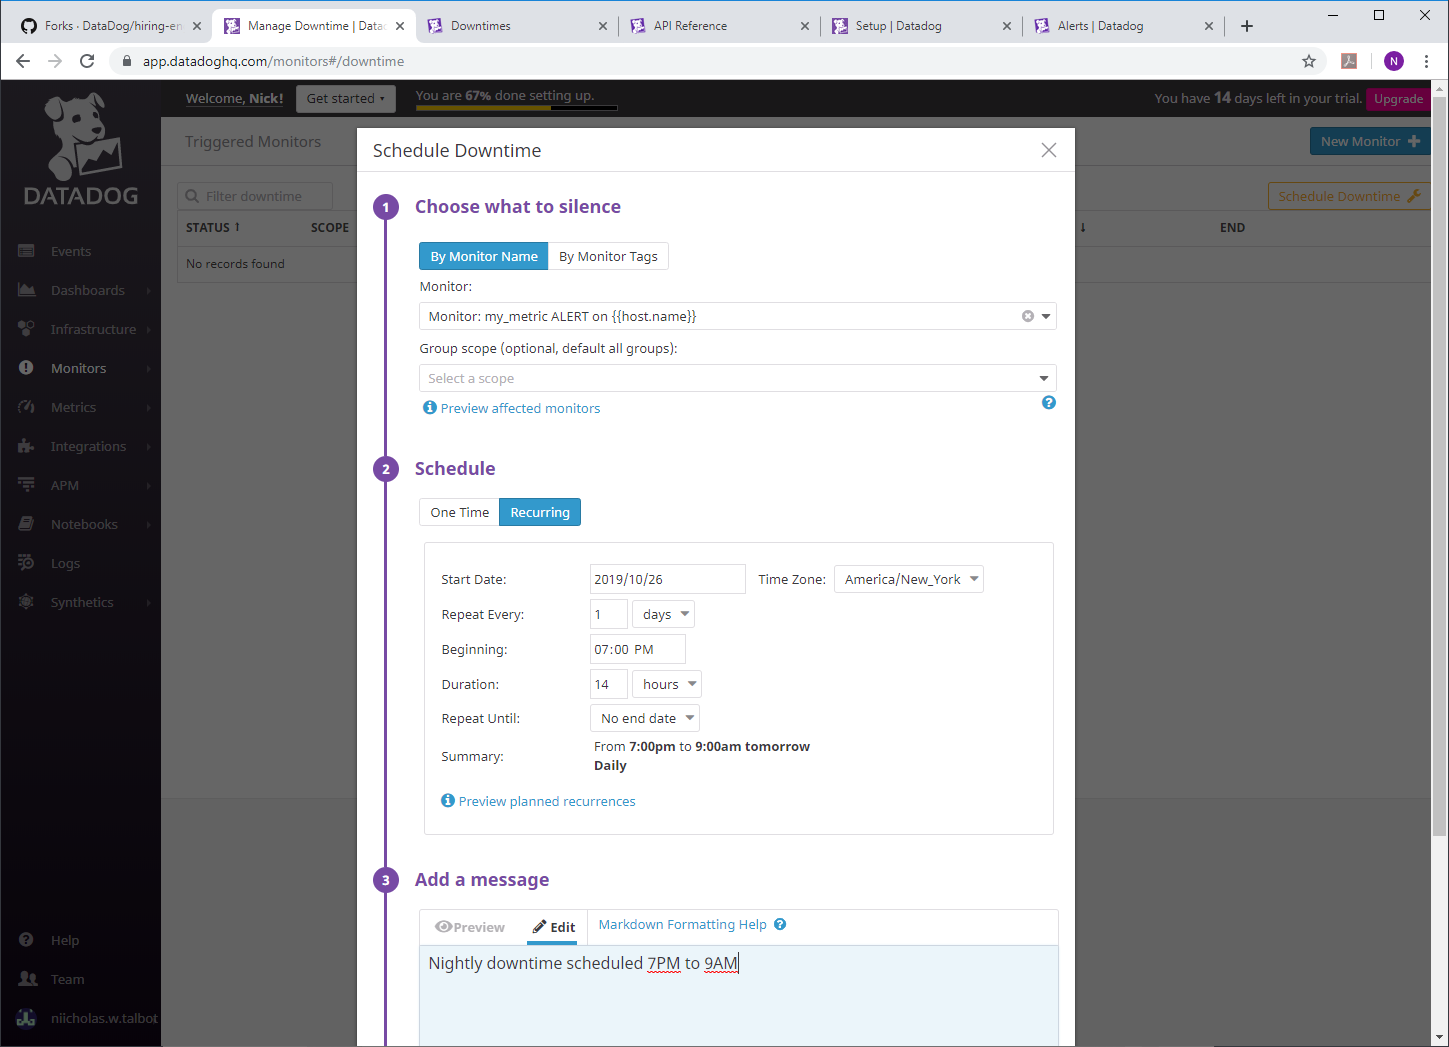 Forks · DataDog/hiring-en
Manage Downtime | Datad
Downtimes
API Reference
Setup | Datadog
Alerts | Datadog
app.datadoghq.com/monitors#/downtime
N
Welcome, Nick!
Get started
You are 67% done setting up.
You have 14 days left in your trial.
Upgrade
DATADOG
Triggered Monitors
New Monitor
Filter downtime
Schedule Downtime
STATUS
SCOPE
END
No records found
Events
Dashboards
Infrastructure
Monitors
Metrics
Integrations
APM
Notebooks
Logs
Synthetics
Help
Team
niicholas.w.talbot
Schedule Downtime
1 Choose what to silence
By Monitor Name By Monitor Tags
Monitor:
Monitor: my_metric ALERT on {{host.name}}
Group scope (optional, default all groups):
Select a scope
Preview affected monitors
2 Schedule
One Time Recurring
Start Date: 2019/10/26 Time Zone: America/New_York
Repeat Every: 1 days
Beginning: 07:00 PM
Duration: 14 hours
Repeat Until: No end date
Summary: From 7:00pm to 9:00am tomorrow
Daily
Preview planned recurrences
3 Add a message
Preview Edit Markdown Formatting Help
Nightly downtime scheduled 7PM to 9AM